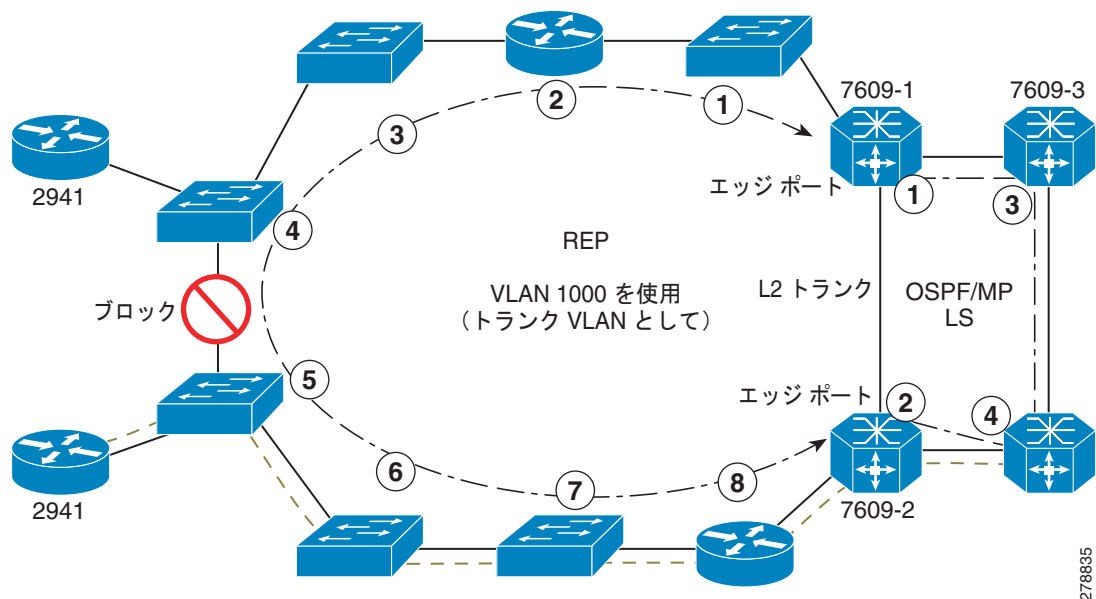 7609-1
7609-3
2
1
3
2941
エッジ ポート
1
3
4
REP
L2 トランク
OSPF/MP
LS
ブロック
VLAN 1000 を使用
（トランク VLAN として）
5
エッジ ポート
2
4
6
7
8
2941
7609-2
278835